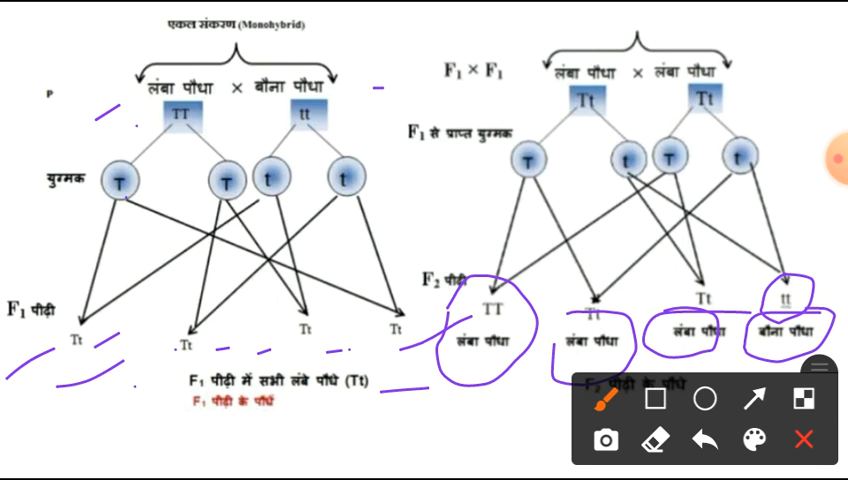 एकल संकरण (Monohybrid)
P
लंबा पौधा × बौना पौधा
TT tt
युग्मक
T T t t
F₁ पीढ़ी
Tt Tt Tt Tt
F₁ पीढ़ी में सभी लंबे पौधे (Tt)
F₁ पीढ़ी के पौधें
F₁ × F₁
लंबा पौधा × लंबा पौधा
Tt Tt
F₁ से प्राप्त युग्मक
T t T t
F₂ पीढ़ी
TT Tt Tt tt
लंबा पौधा लंबा पौधा लंबा पौधा बौना पौधा
F₂ पीढ़ी के पौधे